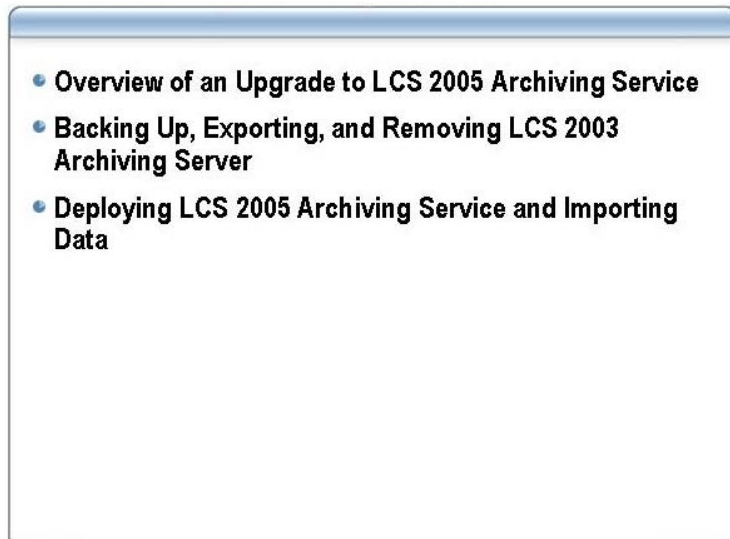 Overview of an Upgrade to LCS 2005 Archiving Service
Backing Up, Exporting, and Removing LCS 2003
Archiving Server
Deploying LCS 2005 Archiving Service and Importing
Data